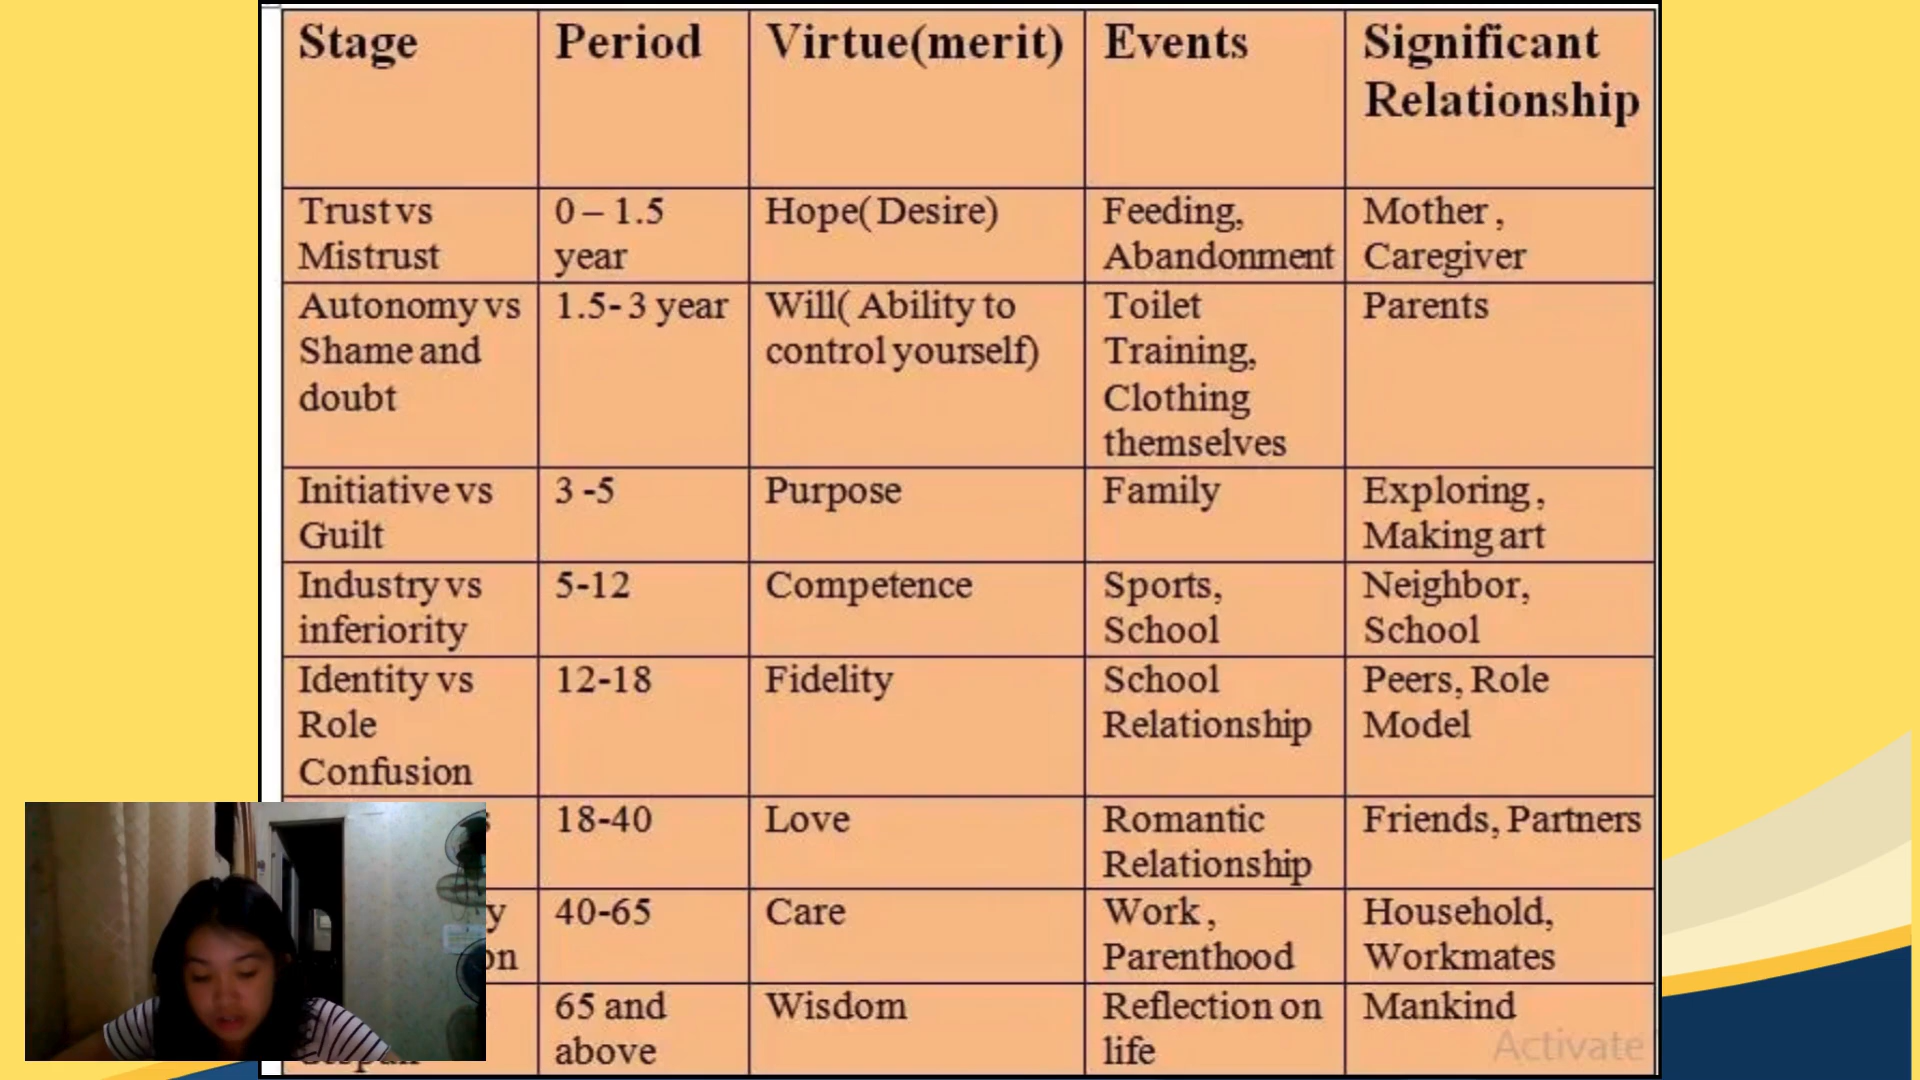 Stage
Period
Virtue(merit)
Events
Significant
Relationship
Trust vs
Mistrust
0 – 1.5
year
Hope( Desire)
Feeding,
Abandonment
Mother ,
Caregiver
Autonomy vs
Shame and
doubt
1.5- 3 year
Will( Ability to
control yourself)
Toilet
Training,
Clothing
themselves
Parents
Initiative vs
Guilt
3 -5
Purpose
Family
Exploring ,
Making art
Industry vs
inferiority
5-12
Competence
Sports,
School
Neighbor,
School
Identity vs
Role
Confusion
12-18
Fidelity
School
Relationship
Peers, Role
Model
18-40
Love
Romantic
Relationship
Friends, Partners
40-65
Care
Work ,
Parenthood
Household,
Workmates
65 and
above
Wisdom
Reflection on
life
Mankind
Activate